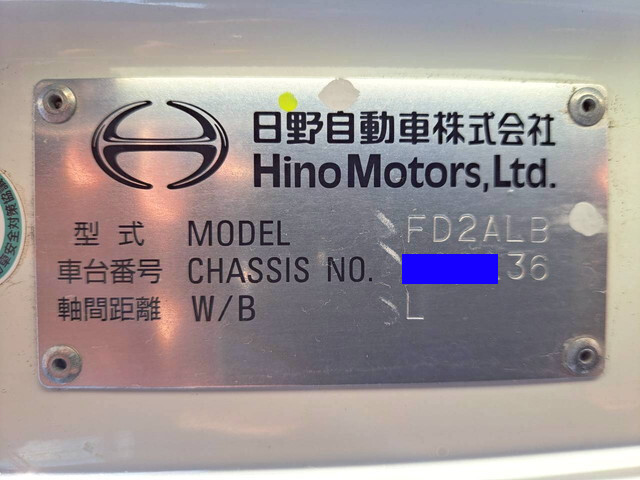 日野自動車株式会社
Hino Motors, Ltd.
型式 MODEL FD2ALB
車台番号 CHASSIS NO. 36
軸間距離 W/B L